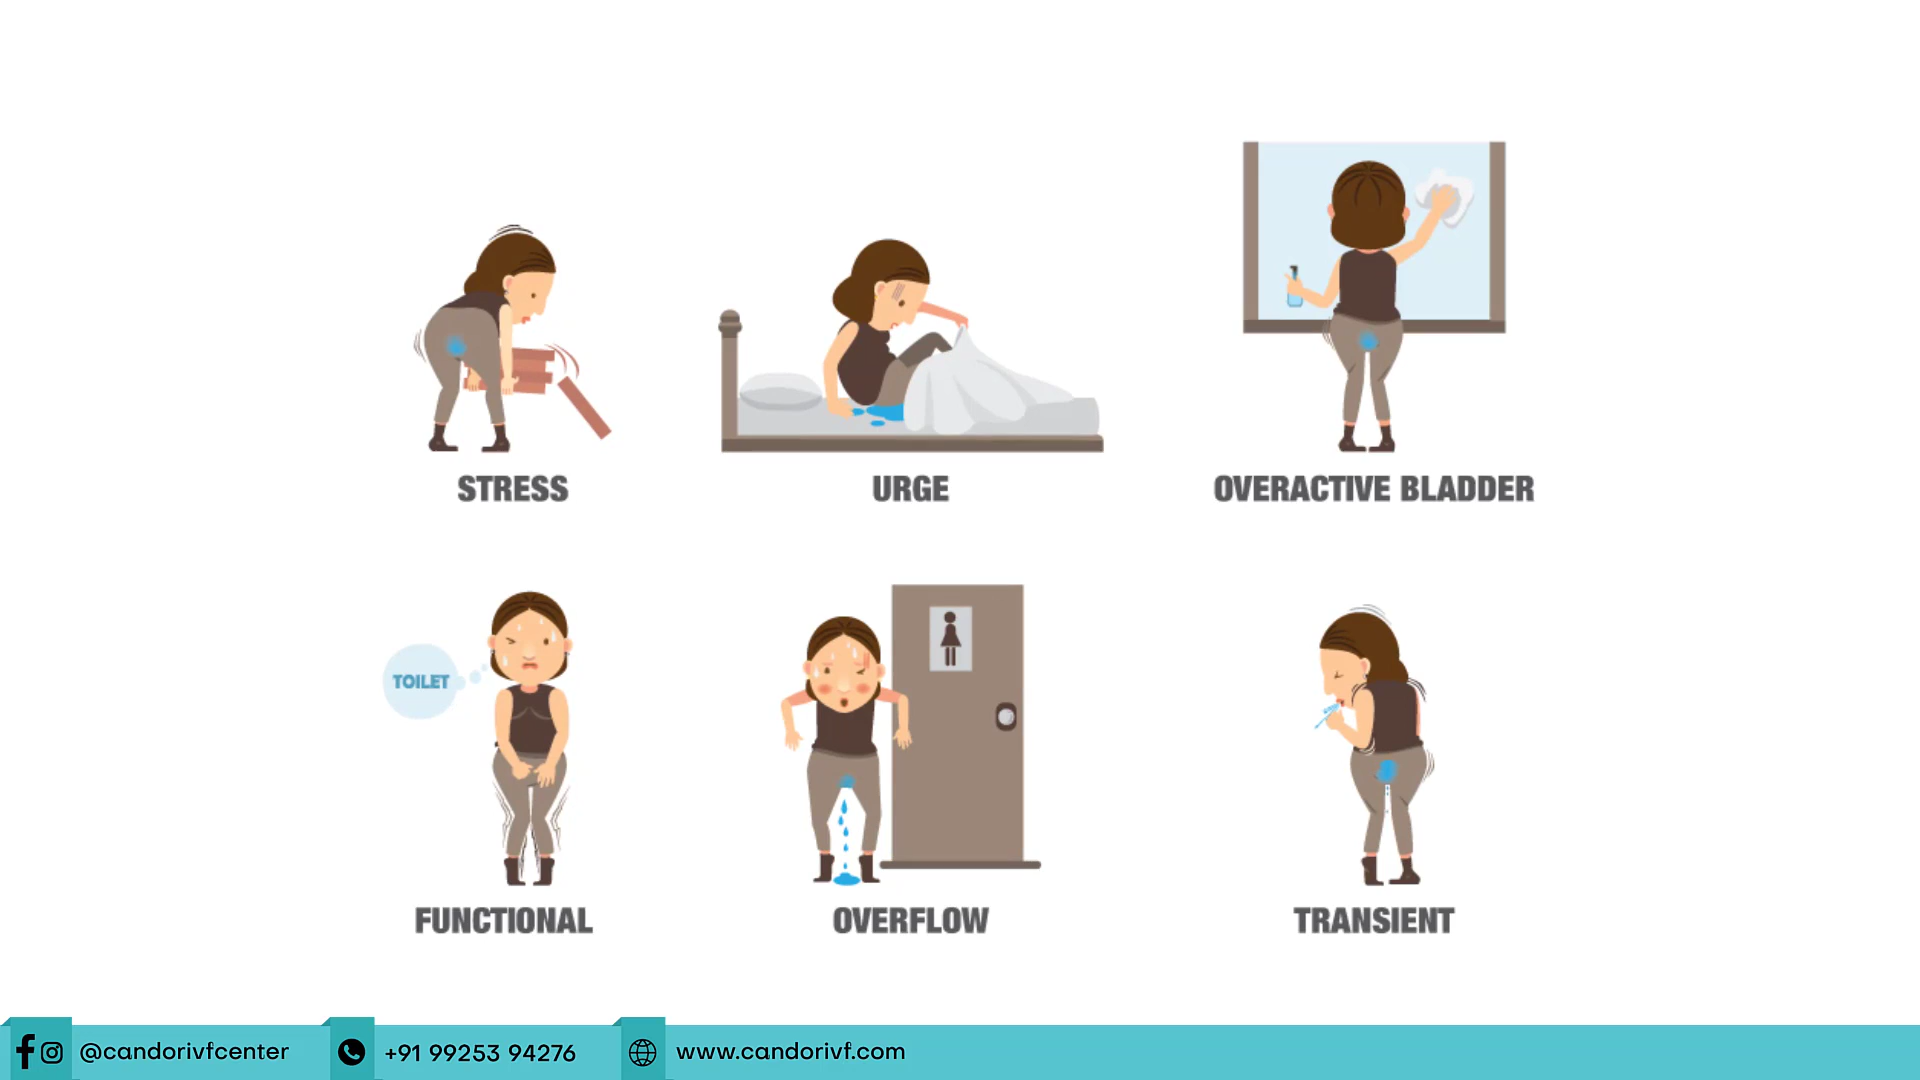 STRESS
URGE
OVERACTIVE BLADDER
TOILET
FUNCTIONAL
OVERFLOW
TRANSIENT
@candorivfcenter
+91 99253 94276
www.candorivf.com